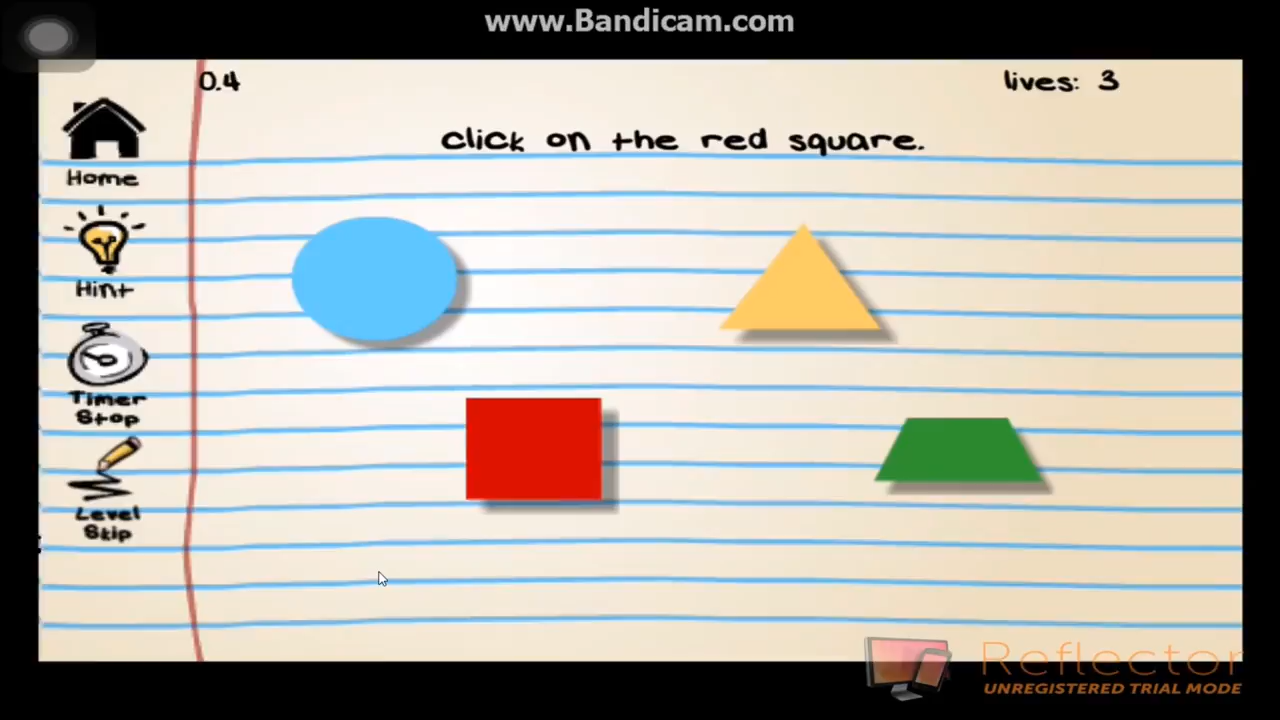 www.Bandicam.com
0.4
lives: 3
click on the red square.
Home
Hint
Timer
Stop
Level
Skip
Reflector
UNREGISTERED TRIAL MODE